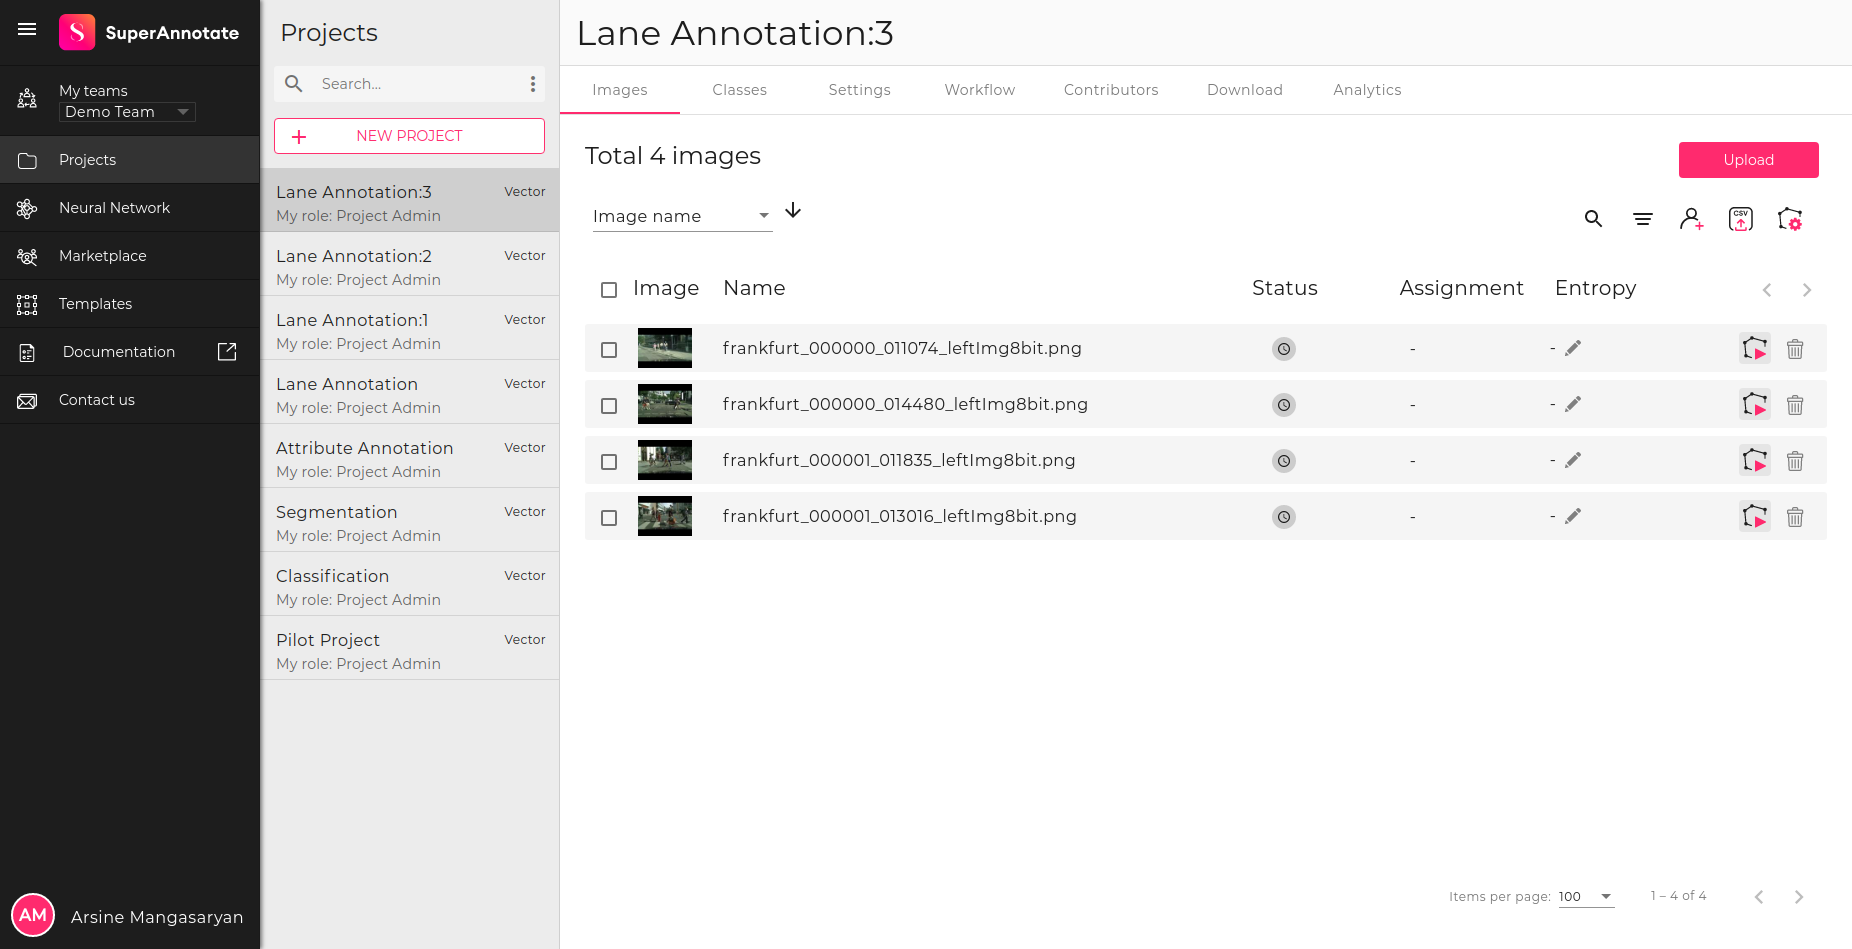 SuperAnnotate
My teams
Demo Team
Projects
Neural Network
Marketplace
Templates
Documentation
Contact us
AM
Arsine Mangasaryan
Projects
Search...
NEW PROJECT
Lane Annotation:3 Vector
My role: Project Admin
Lane Annotation:2 Vector
My role: Project Admin
Lane Annotation:1 Vector
My role: Project Admin
Lane Annotation Vector
My role: Project Admin
Attribute Annotation Vector
My role: Project Admin
Segmentation Vector
My role: Project Admin
Classification Vector
My role: Project Admin
Pilot Project Vector
My role: Project Admin
Lane Annotation:3
Images Classes Settings Workflow Contributors Download Analytics
Total 4 images
Upload
Image name
CSV
Image Name Status Assignment Entropy
frankfurt_000000_011074_leftImg8bit.png - -
frankfurt_000000_014480_leftImg8bit.png - -
frankfurt_000001_011835_leftImg8bit.png - -
frankfurt_000001_013016_leftImg8bit.png - -
Items per page: 100 1 – 4 of 4